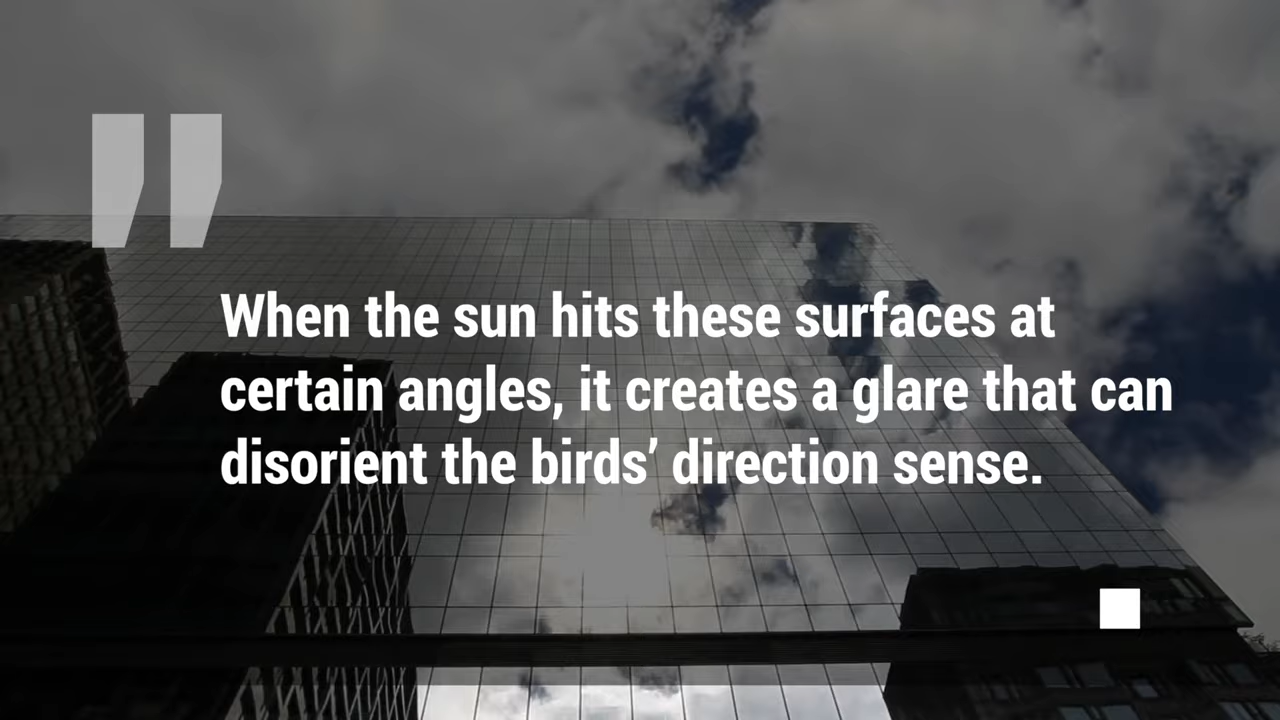 "
When the sun hits these surfaces at
certain angles, it creates a glare that can
disorient the birds’ direction sense.